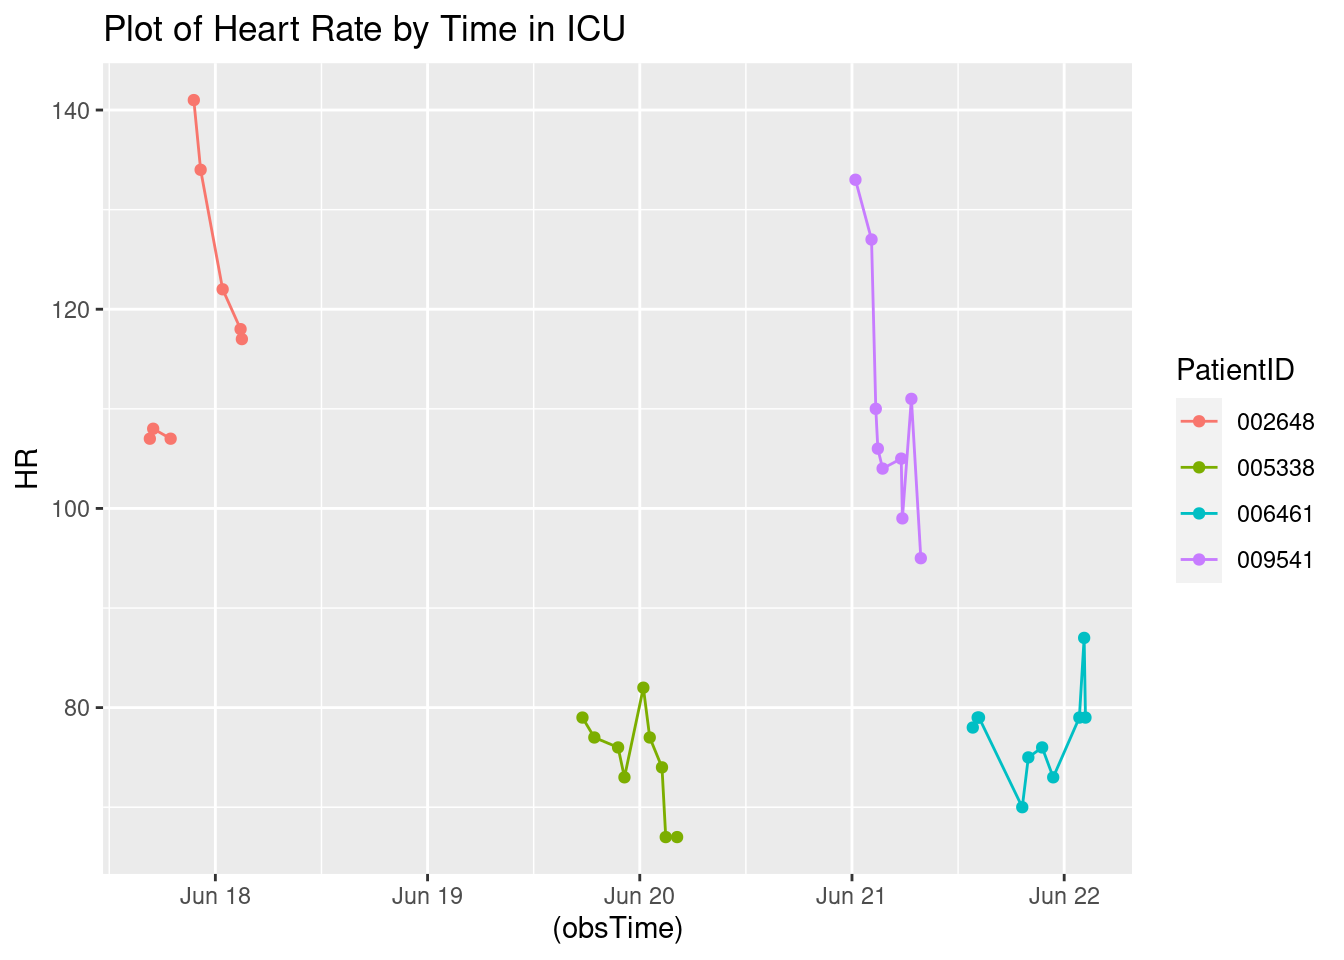 Plot of Heart Rate by Time in ICU
140
120
100
80
HR
Jun 18
Jun 19
Jun 20
Jun 21
Jun 22
(obsTime)
PatientID
002648
005338
006461
009541